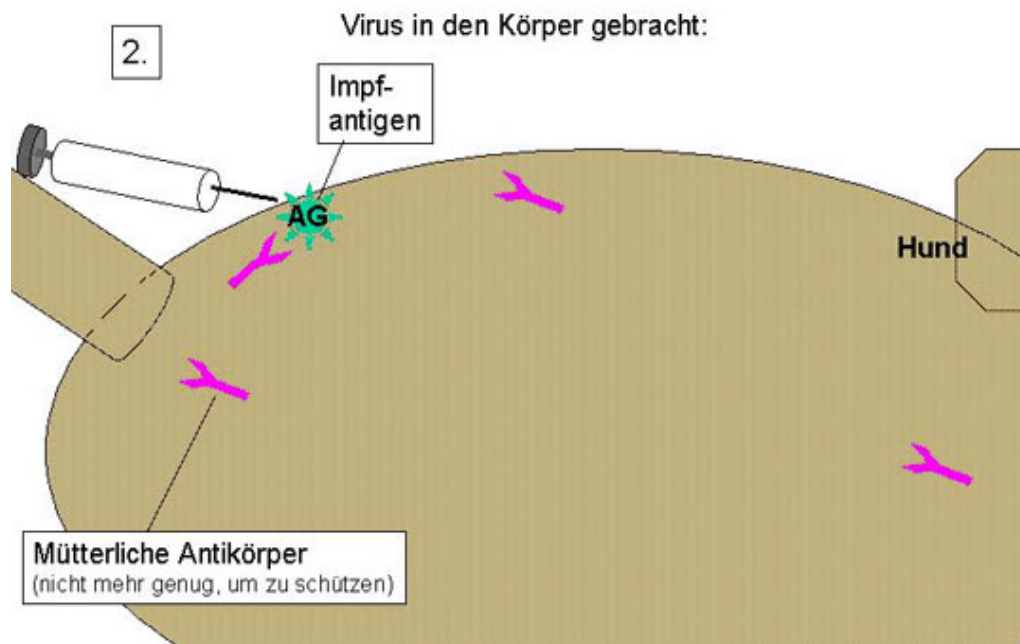 Virus in den Körper gebracht:
2.
Impf-
antigen
AG
Hund
Mütterliche Antikörper
(nicht mehr genug, um zu schützen)